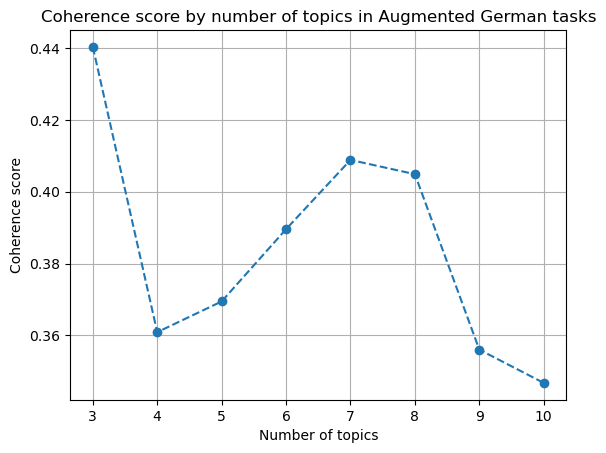 Coherence score by number of topics in Augmented German tasks
0.44
0.42
0.40
0.38
0.36
Coherence score
3 4 5 6 7 8 9 10
Number of topics